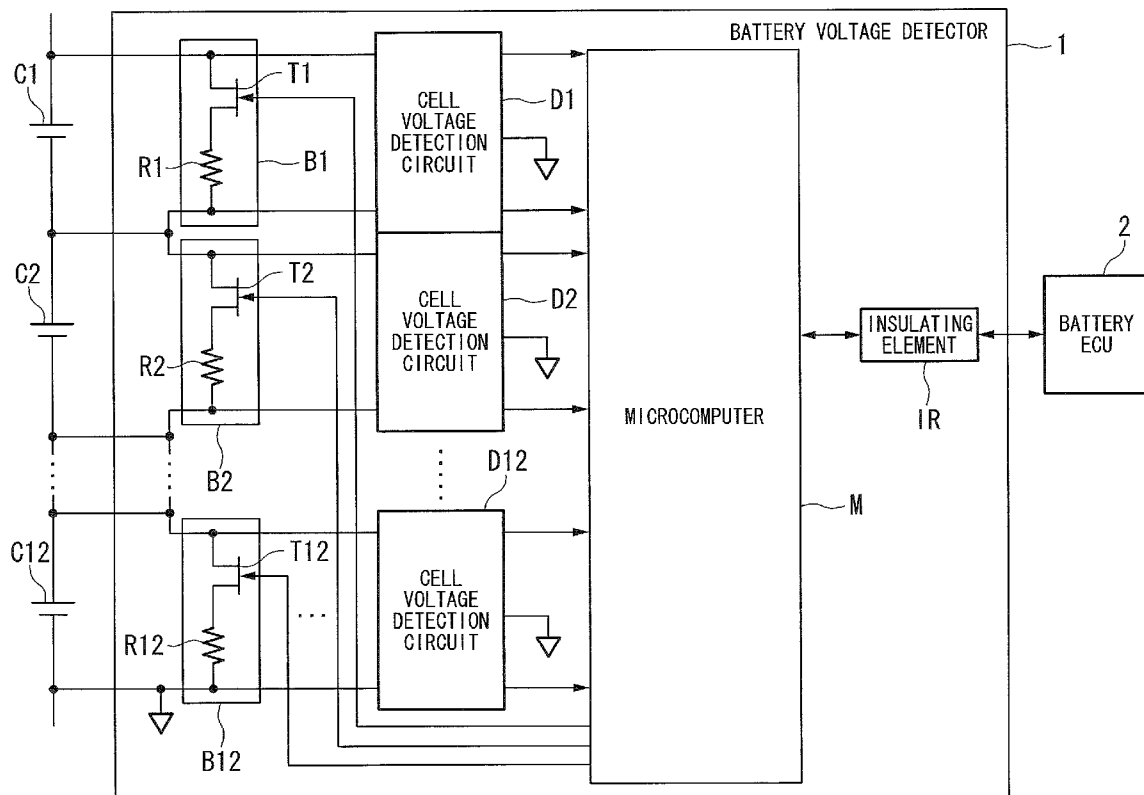 BATTERY VOLTAGE DETECTOR
1
C1
T1
R1
B1
CELL
VOLTAGE
DETECTION
CIRCUIT
D1
C2
T2
R2
B2
CELL
VOLTAGE
DETECTION
CIRCUIT
D2
MICROCOMPUTER
M
INSULATING
ELEMENT
IR
2
BATTERY
ECU
D12
C12
T12
R12
B12
CELL
VOLTAGE
DETECTION
CIRCUIT